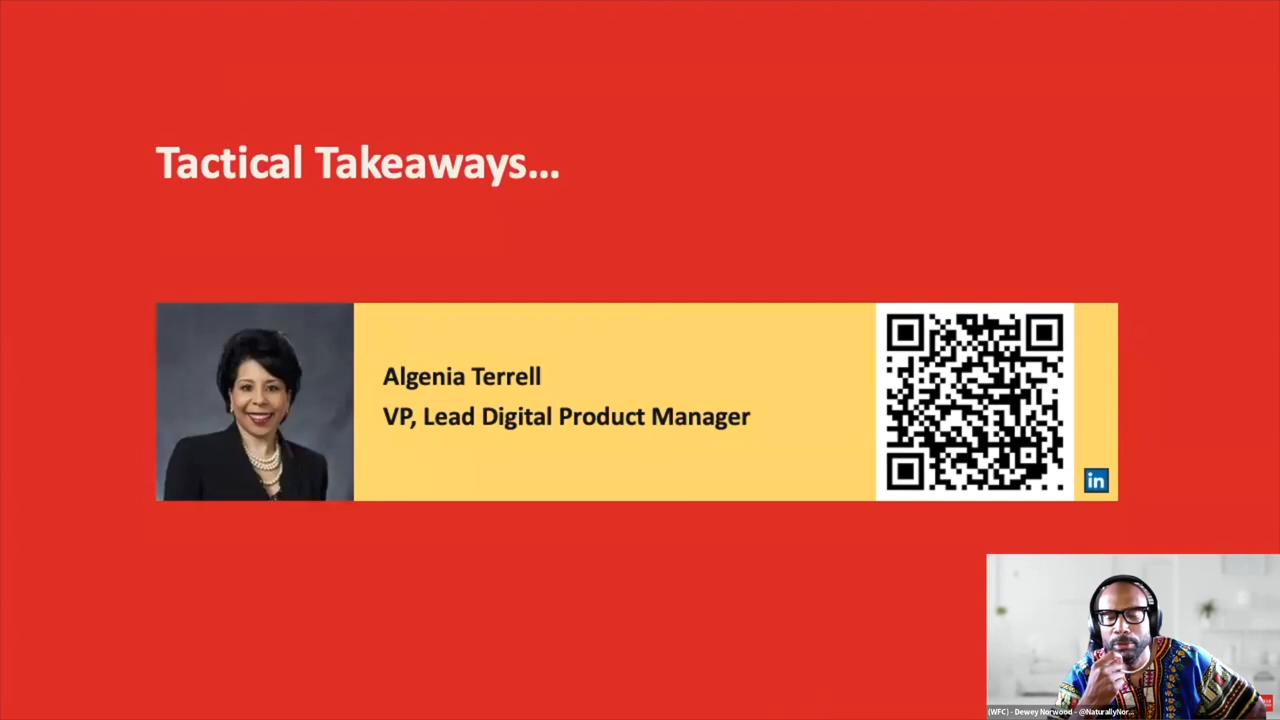 Tactical Takeaways...
Algenia Terrell
VP, Lead Digital Product Manager
in
(WFC) - Dewey Norwood - @NaturallyNor...